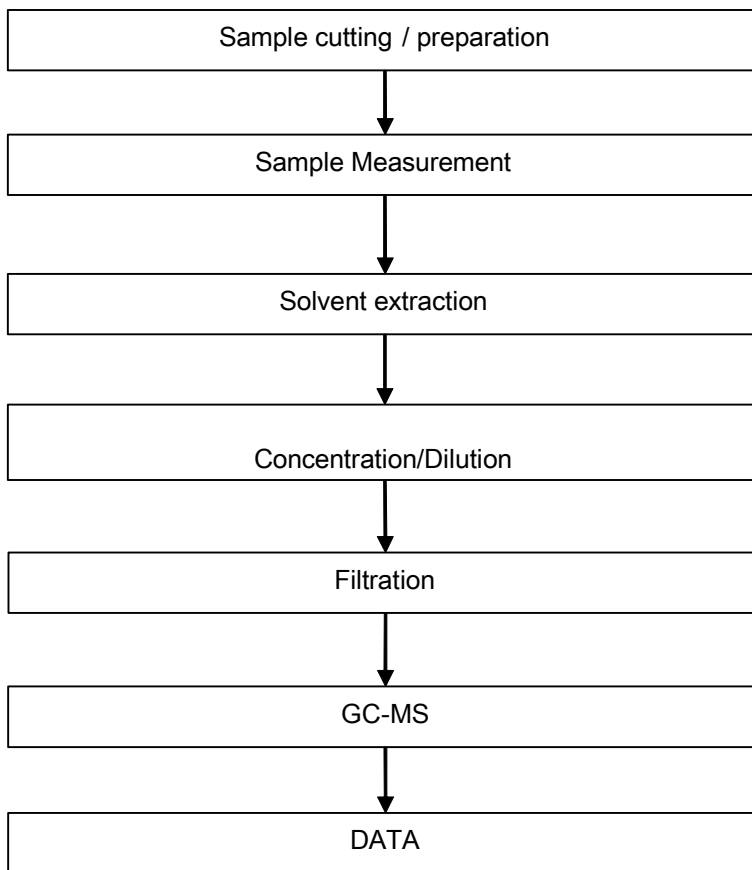 Sample cutting / preparation
Sample Measurement
Solvent extraction
Concentration/Dilution
Filtration
GC-MS
DATA